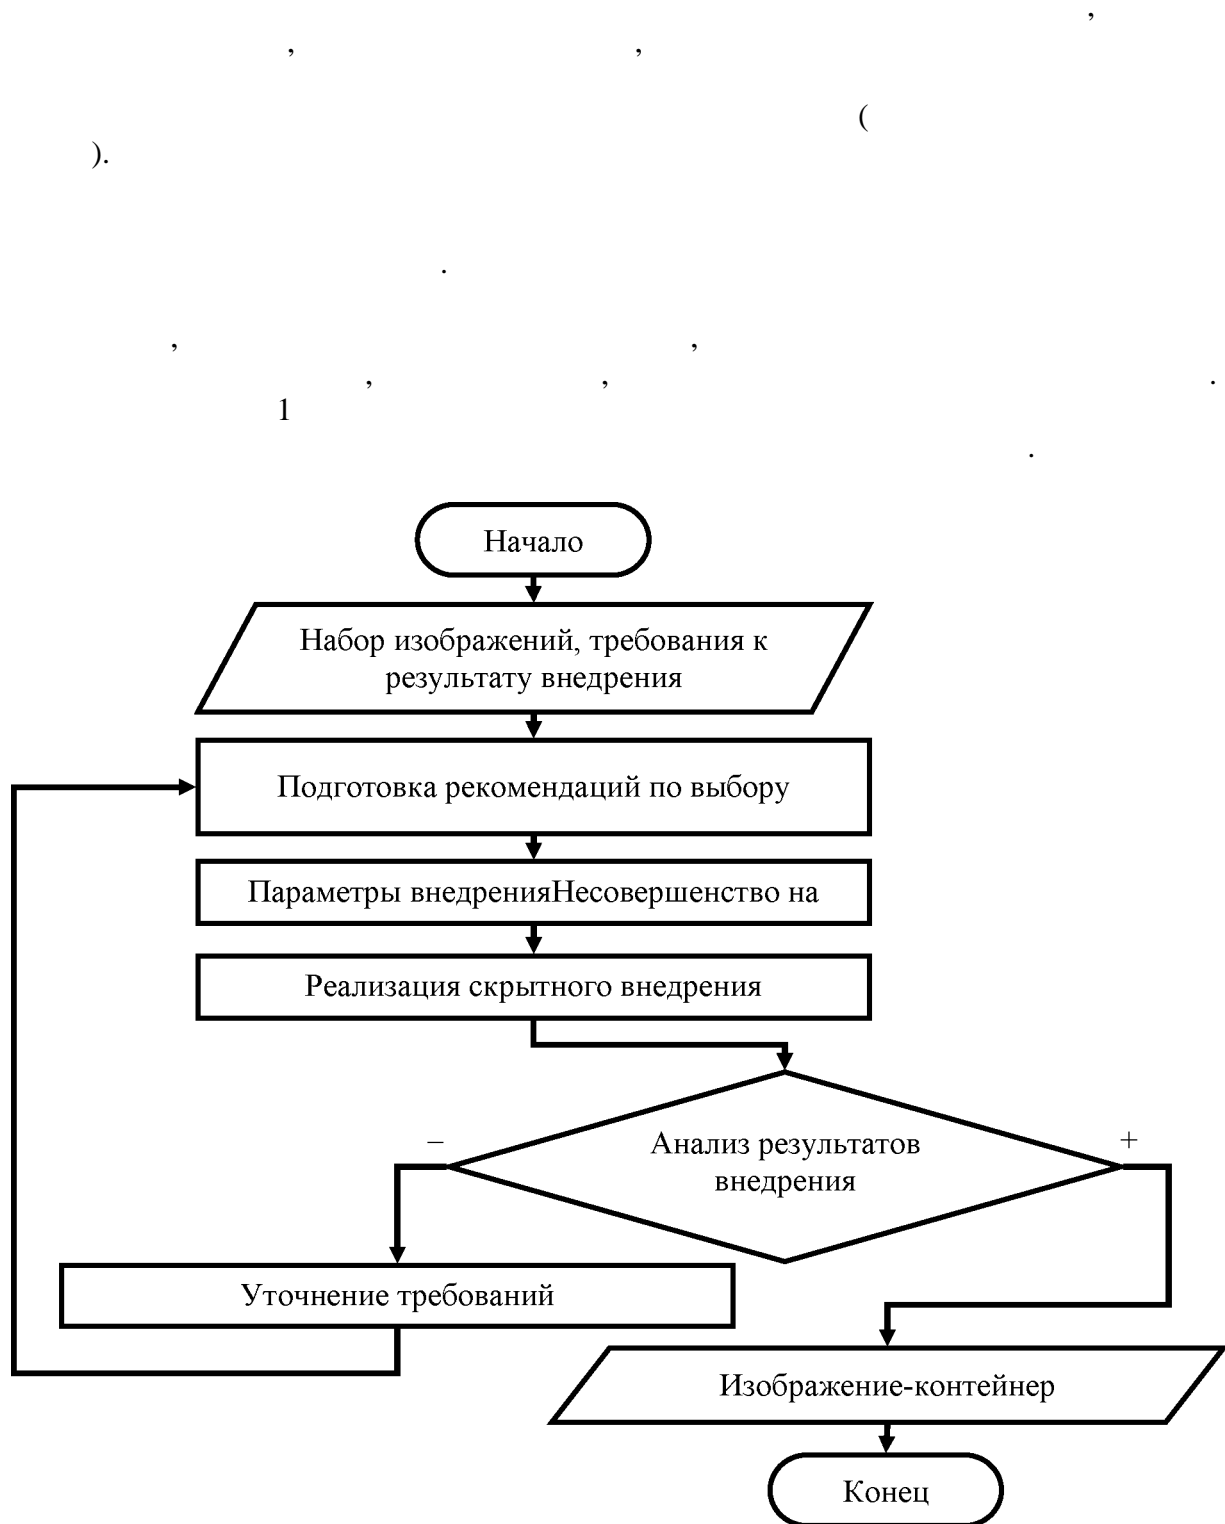 ,
, ,
(
).
.
, ,
, , .
1
.
Начало
Набор изображений, требования к
результату внедрения
Подготовка рекомендаций по выбору
Параметры внедренияНесовершенство на
Реализация скрытного внедрения
Анализ результатов
внедрения
–
+
Уточнение требований
Изображение-контейнер
Конец